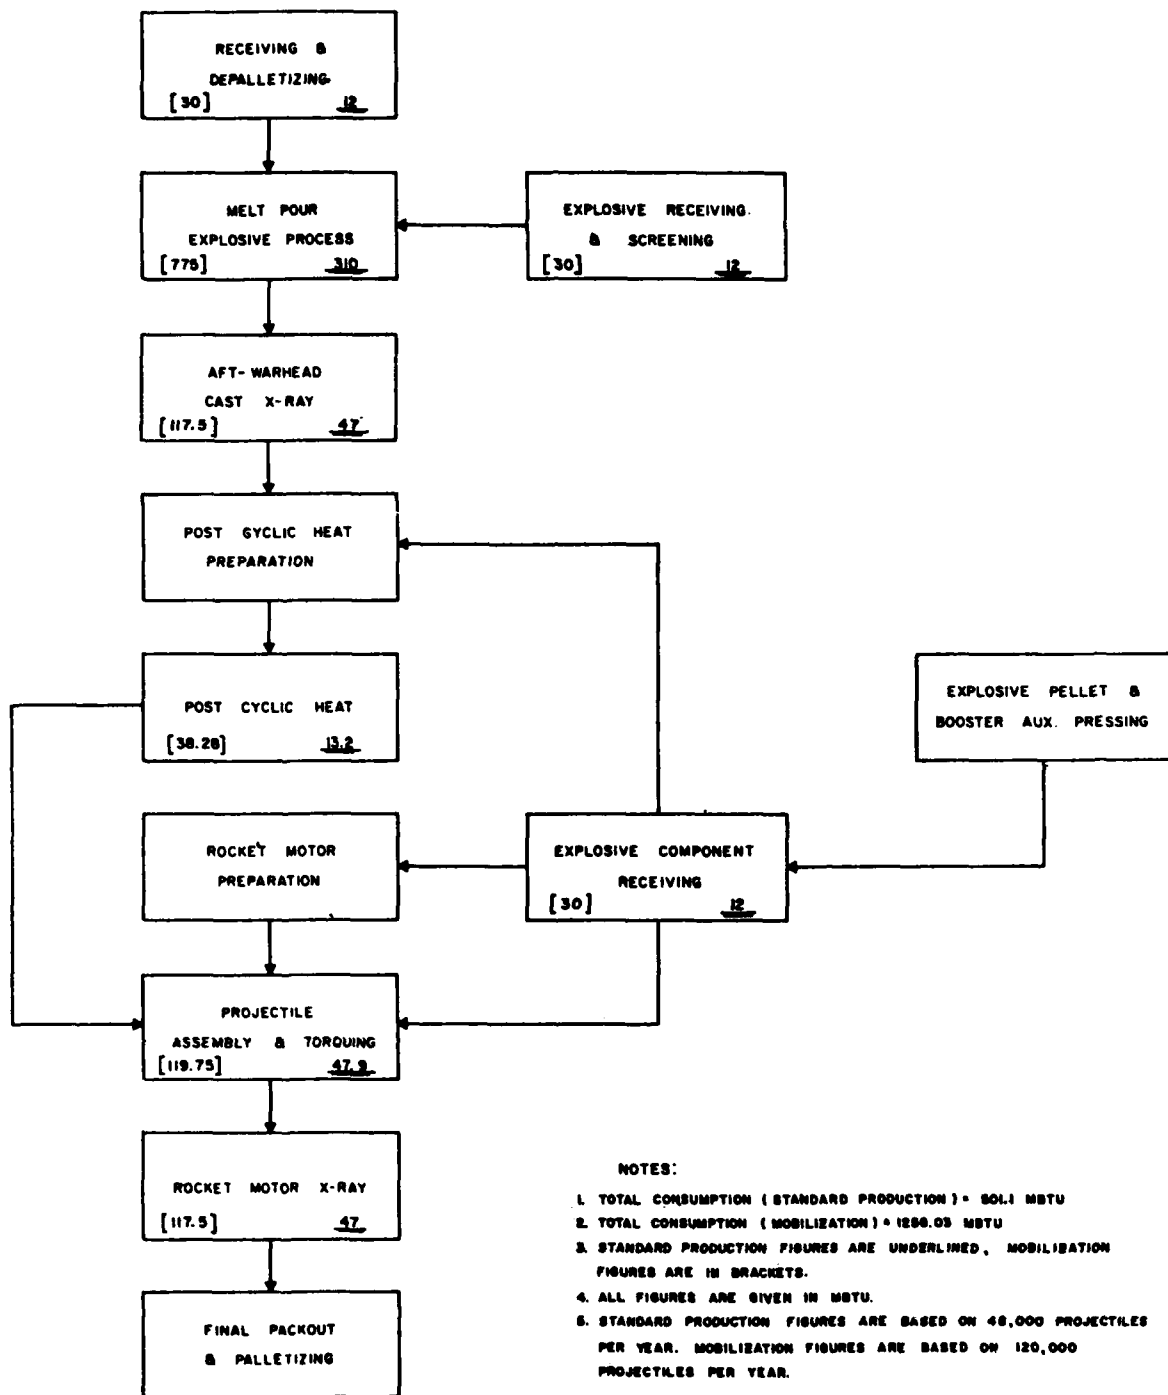 RECEIVING &
DEPALLETIZING
[30] 12
MELT POUR
EXPLOSIVE PROCESS
[775] 310
EXPLOSIVE RECEIVING
& SCREENING
[30] 12
AFT-WARHEAD
CAST X-RAY
[117.5] 47
POST CYCLIC HEAT
PREPARATION
POST CYCLIC HEAT
[38.28] 13.2
EXPLOSIVE PELLET &
BOOSTER AUX. PRESSING
ROCKET MOTOR
PREPARATION
EXPLOSIVE COMPONENT
RECEIVING
[30] 12
PROJECTILE
ASSEMBLY & TORQUING
[119.75] 47.9
ROCKET MOTOR X-RAY
[117.5] 47
FINAL PACKOUT
& PALLETIZING
NOTES:
1. TOTAL CONSUMPTION (STANDARD PRODUCTION) = 501.1 MBTU
2. TOTAL CONSUMPTION (MOBILIZATION) = 1258.03 MBTU
3. STANDARD PRODUCTION FIGURES ARE UNDERLINED, MOBILIZATION
FIGURES ARE IN BRACKETS.
4. ALL FIGURES ARE GIVEN IN MBTU.
5. STANDARD PRODUCTION FIGURES ARE BASED ON 48,000 PROJECTILES
PER YEAR. MOBILIZATION FIGURES ARE BASED ON 120,000
PROJECTILES PER YEAR.